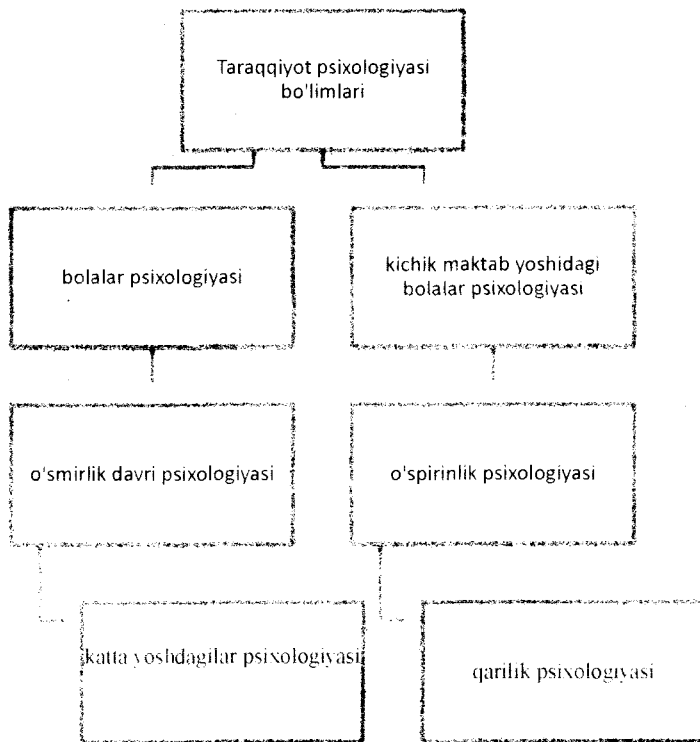 Taraqqiyot psixologiyasi
bo'limlari
bolalar psixologiyasi
kichik maktab yoshidagi
bolalar psixologiyasi
o'smirlik davri psixologiyasi
o'spirinlik psixologiyasi
katta yoshdagilar psixologiyasi
qarilik psixologiyasi